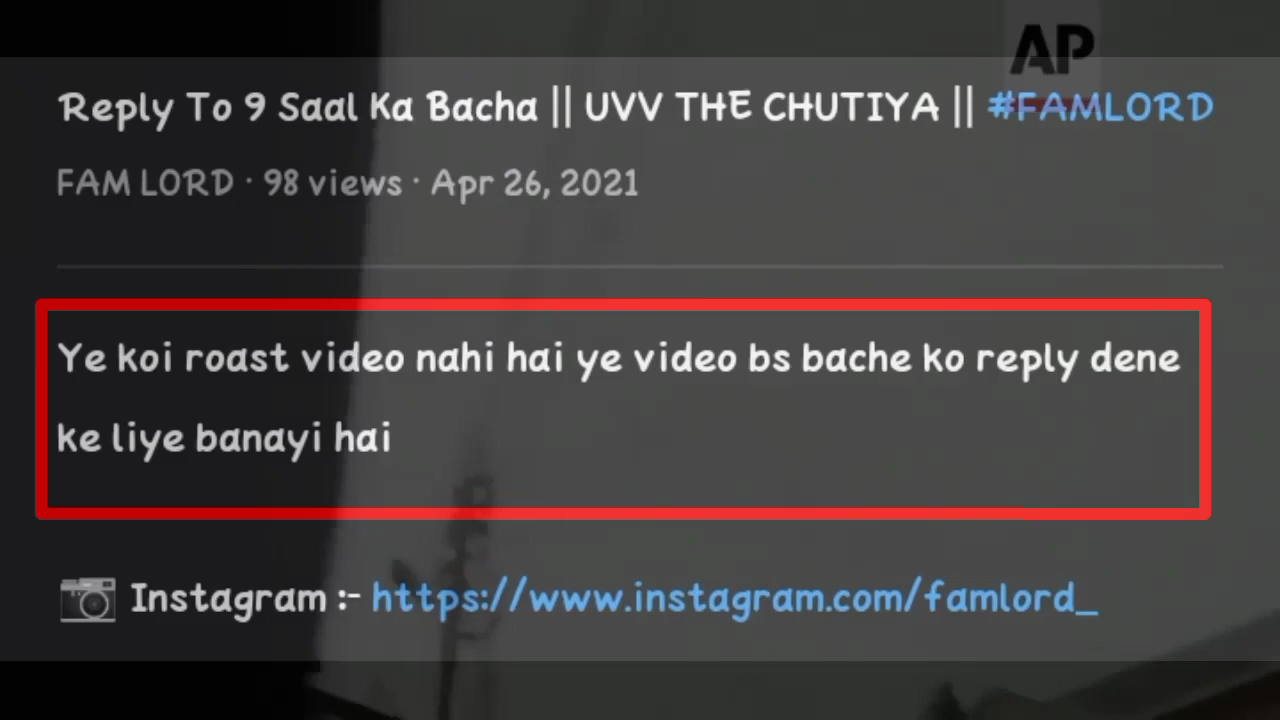 AP
Reply To 9 Saal Ka Bacha || UVV THE CHUTIYA || #FAMLORD
FAM LORD · 98 views · Apr 26, 2021
Ye koi roast video nahi hai ye video bs bache ko reply dene
ke liye banayi hai
📷 Instagram :- https://www.instagram.com/famlord_